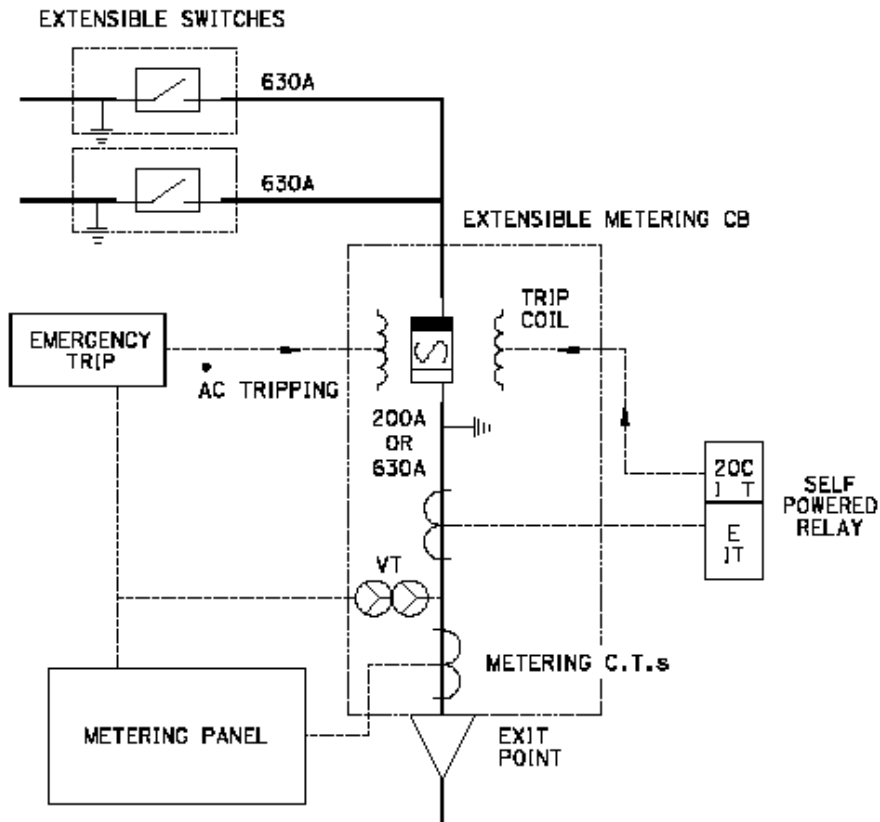 EXTENSIBLE SWITCHES
630A
630A
EXTENSIBLE METERING CB
TRIP
COIL
EMERGENCY
TRIP
AC TRIPPING
S
200A
OR
630A
20C
I T
SELF
POWERED
RELAY
E
IT
VT
METERING C.T.s
METERING PANEL
EXIT
POINT